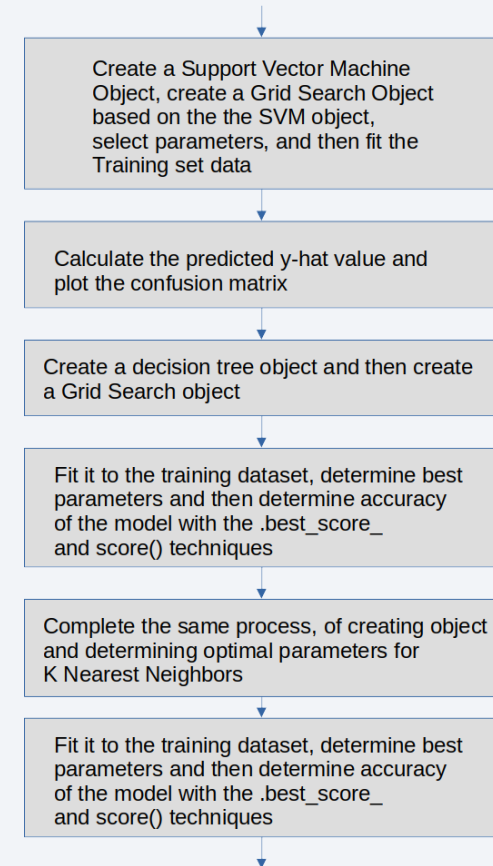 Create a Support Vector Machine
Object, create a Grid Search Object
based on the the SVM object,
select parameters, and then fit the
Training set data
Calculate the predicted y-hat value and
plot the confusion matrix
Create a decision tree object and then create
a Grid Search object
Fit it to the training dataset, determine best
parameters and then determine accuracy
of the model with the .best_score_
and score() techniques
Complete the same process, of creating object
and determining optimal parameters for
K Nearest Neighbors
Fit it to the training dataset, determine best
parameters and then determine accuracy
of the model with the .best_score_
and score() techniques